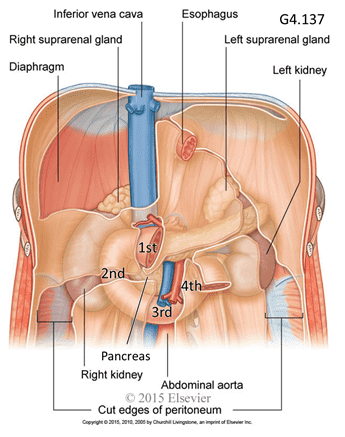 Inferior vena cava
Esophagus
G4.137
Right suprarenal gland
Left suprarenal gland
Diaphragm
Left kidney
1st
2nd
4th
3rd
Pancreas
Right kidney
Abdominal aorta
© 2015 Elsevier
Cut edges of peritoneum
Copyright © 2015, 2010, 2005 by Churchill Livingstone, an imprint of Elsevier Inc.